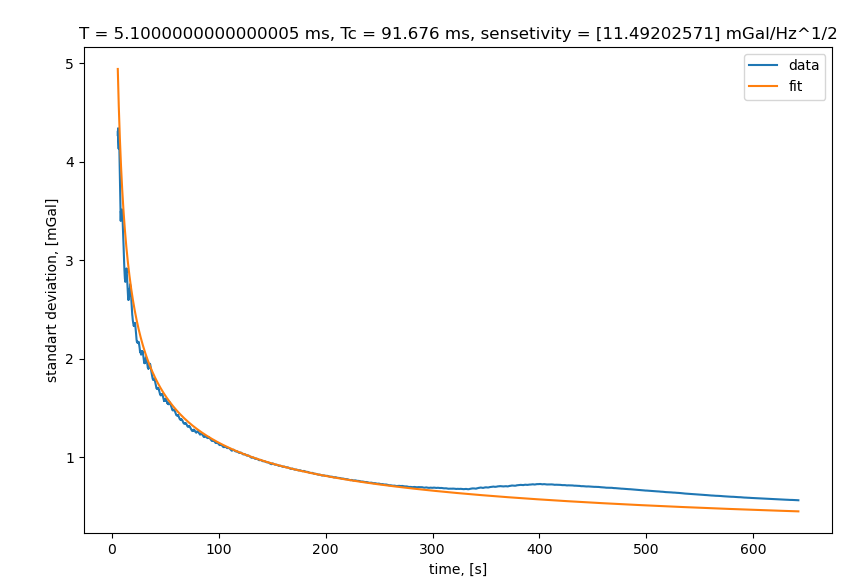 T = 5.1000000000000005 ms, Tc = 91.676 ms, sensetivity = [11.49202571] mGal/Hz^1/2
data
fit
5
4
3
2
1
standart deviation, [mGal]
0 100 200 300 400 500 600
time, [s]